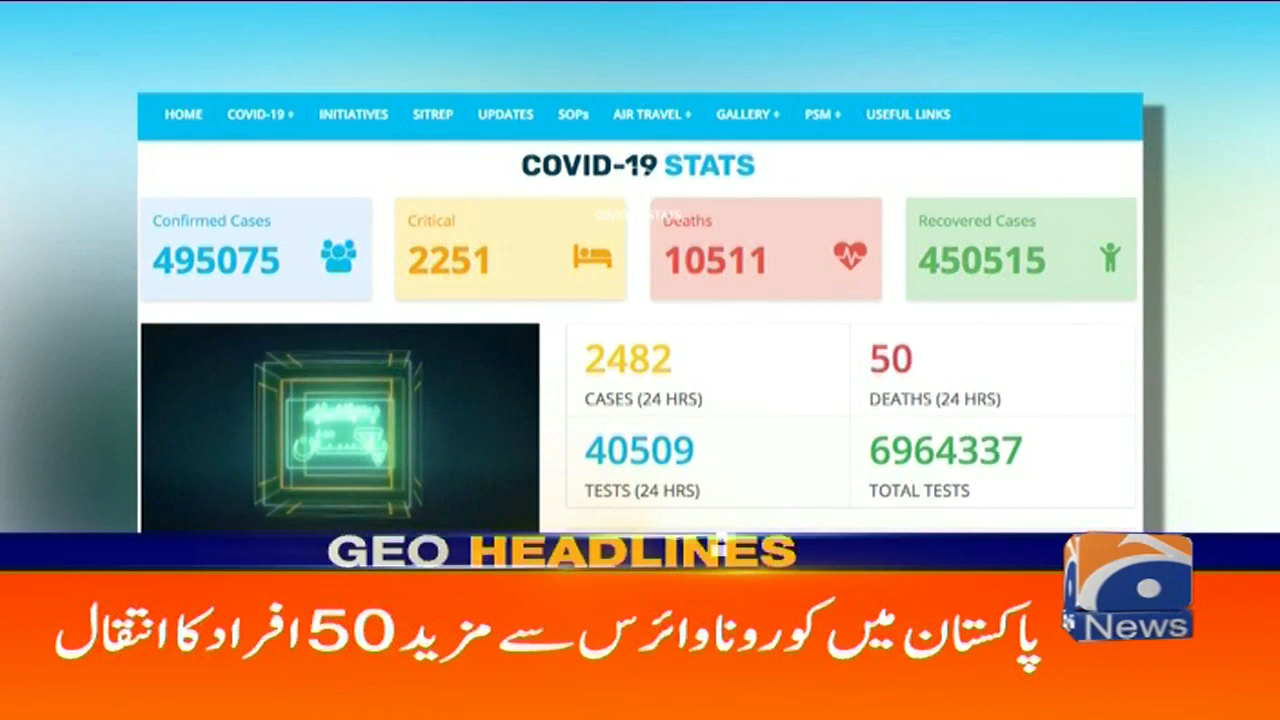 HOME COVID-19 + INITIATIVES SITREP UPDATES SOPs AIR TRAVEL + GALLERY + PSM + USEFUL LINKS
COVID-19 STATS
Confirmed Cases
495075
Critical
2251
Deaths
10511
Recovered Cases
450515
2482
CASES (24 HRS)
50
DEATHS (24 HRS)
40509
TESTS (24 HRS)
6964337
TOTAL TESTS
GEO HEADLINES
News
پاکستان میں کورونا وائرس سے مزید 50 افراد کا انتقال